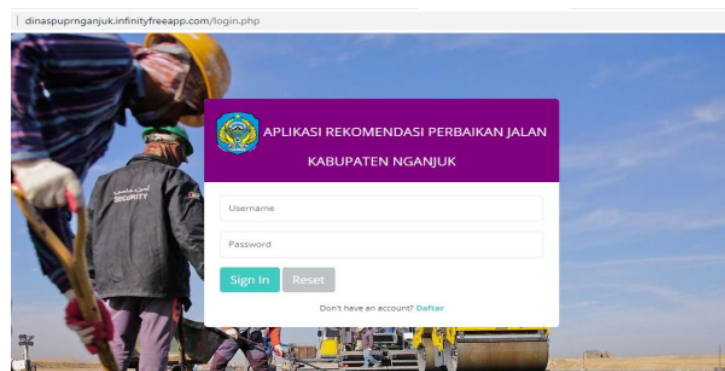 dinaspuprnganjuk.infinityfreeapp.com/login.php
APLIKASI REKOMENDASI PERBAIKAN JALAN
KABUPATEN NGANJUK
SECURITY
Username
Password
Sign In Reset
Don't have an account? Daftar